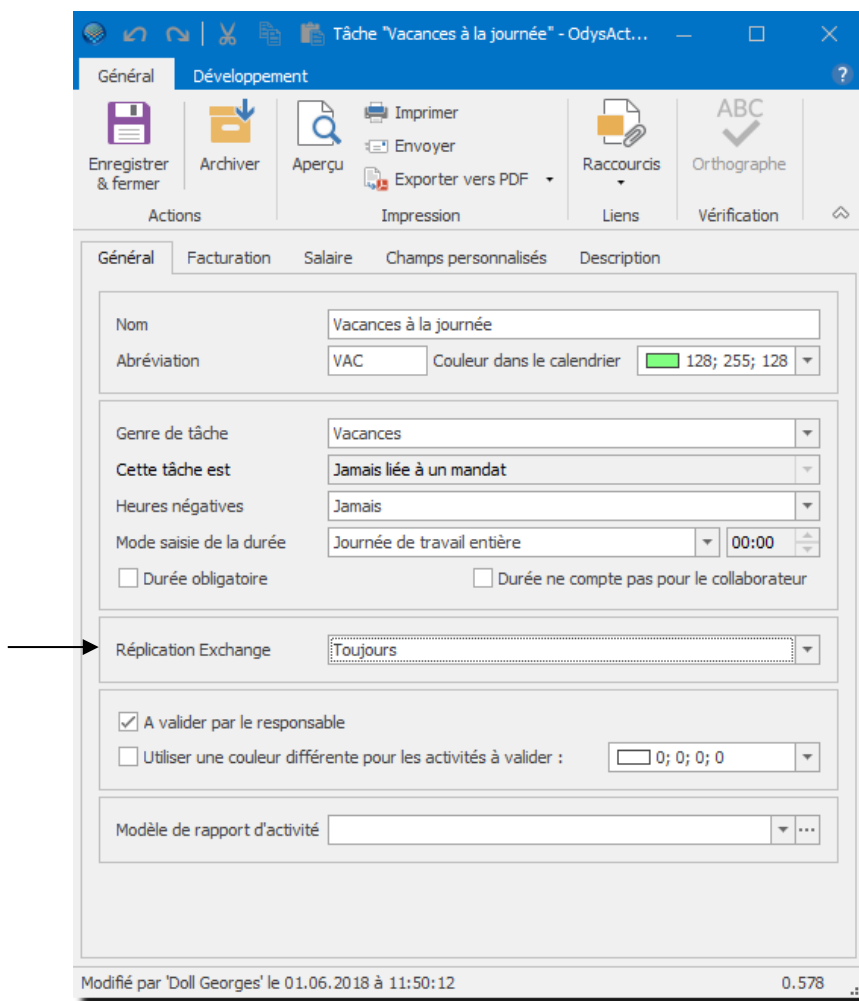 Tâche "Vacances à la journée" - OdysAct...
Général Développement
?
Enregistrer & fermer
Archiver
Aperçu
Imprimer
Envoyer
Exporter vers PDF
Raccourcis
ABC
Orthographe
Actions Impression Liens Vérification
Général Facturation Salaire Champs personnalisés Description
Nom Vacances à la journée
Abréviation VAC Couleur dans le calendrier 128; 255; 128
Genre de tâche Vacances
Cette tâche est Jamais liée à un mandat
Heures négatives Jamais
Mode saisie de la durée Journée de travail entière 00:00
Durée obligatoire Durée ne compte pas pour le collaborateur
Réplication Exchange Toujours
A valider par le responsable
Utiliser une couleur différente pour les activités à valider : 0; 0; 0; 0
Modèle de rapport d'activité ...
Modifié par 'Doll Georges' le 01.06.2018 à 11:50:12 0.578